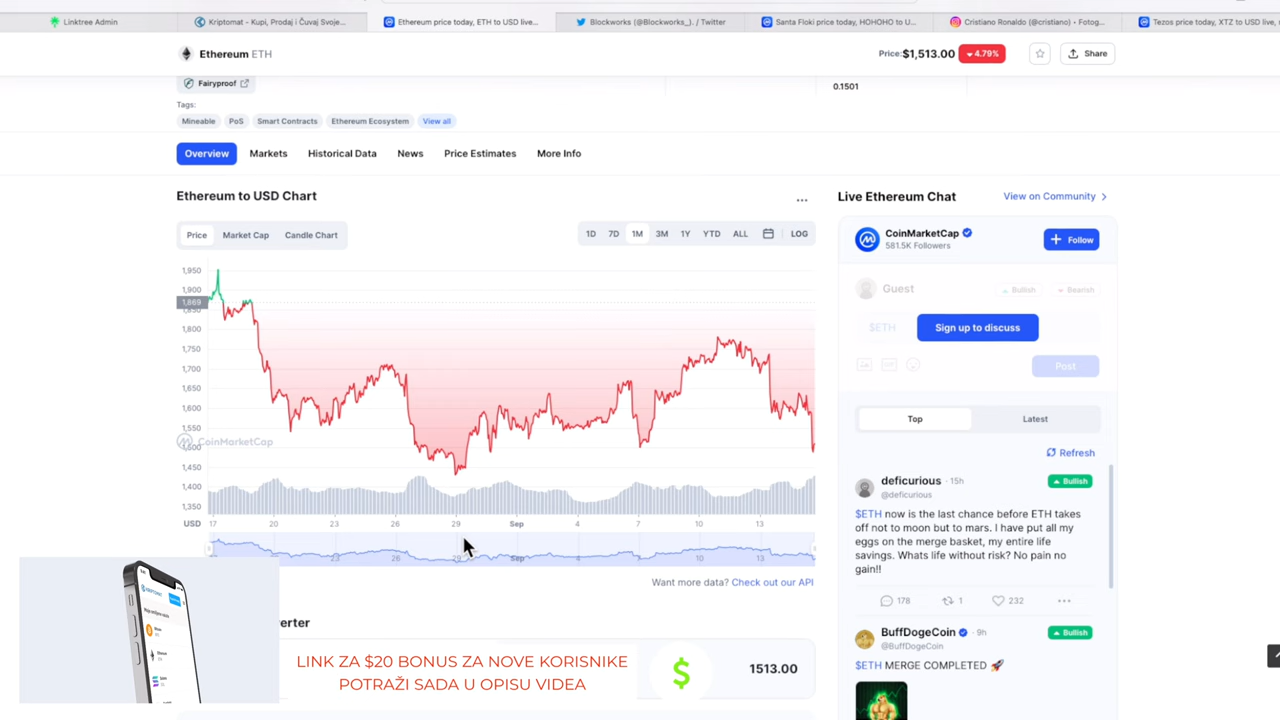 Linktree Admin
Kriptomat - Kupi, Prodaj i Čuvaj Svoje...
Ethereum price today, ETH to USD live...
Blockworks (@Blockworks_). / Twitter
Santa Floki price today, HOHOHO to U...
Cristiano Ronaldo (@cristiano) • Fotog...
Tezos price today, XTZ to USD live,
Ethereum ETH
Price: $1,513.00 4.79%
Share
Fairyproof
0.1501
Tags:
Mineable PoS Smart Contracts Ethereum Ecosystem View all
Overview Markets Historical Data News Price Estimates More Info
Ethereum to USD Chart
...
Price Market Cap Candle Chart
1D 7D 1M 3M 1Y YTD ALL LOG
1,950
1,900
1,869
1,850
1,800
1,750
1,700
1,650
1,600
1,550
1,500
1,450
1,400
1,350
CoinMarketCap
USD 17 20 23 26 29 Sep 4 7 10 13
23 26 29 Sep 4 7 10 13
Want more data? Check out our API
erter
1513.00
LINK ZA $20 BONUS ZA NOVE KORISNIKE
POTRAŽI SADA U OPISU VIDEA
$
Live Ethereum Chat
View on Community
CoinMarketCap
581.5K Followers
+ Follow
Guest
Bullish Bearish
$ETH
Sign up to discuss
GIF
Post
Top Latest
Refresh
deficurious · 15h
@deficurious
Bullish
$ETH now is the last chance before ETH takes
off not to moon but to mars. I have put all my
eggs on the merge basket, my entire life
savings. Whats life without risk? No pain no
gain!!
178 1 232 ...
BuffDogeCoin · 9h
@BuffDogeCoin
Bullish
$ETH MERGE COMPLETED 🚀